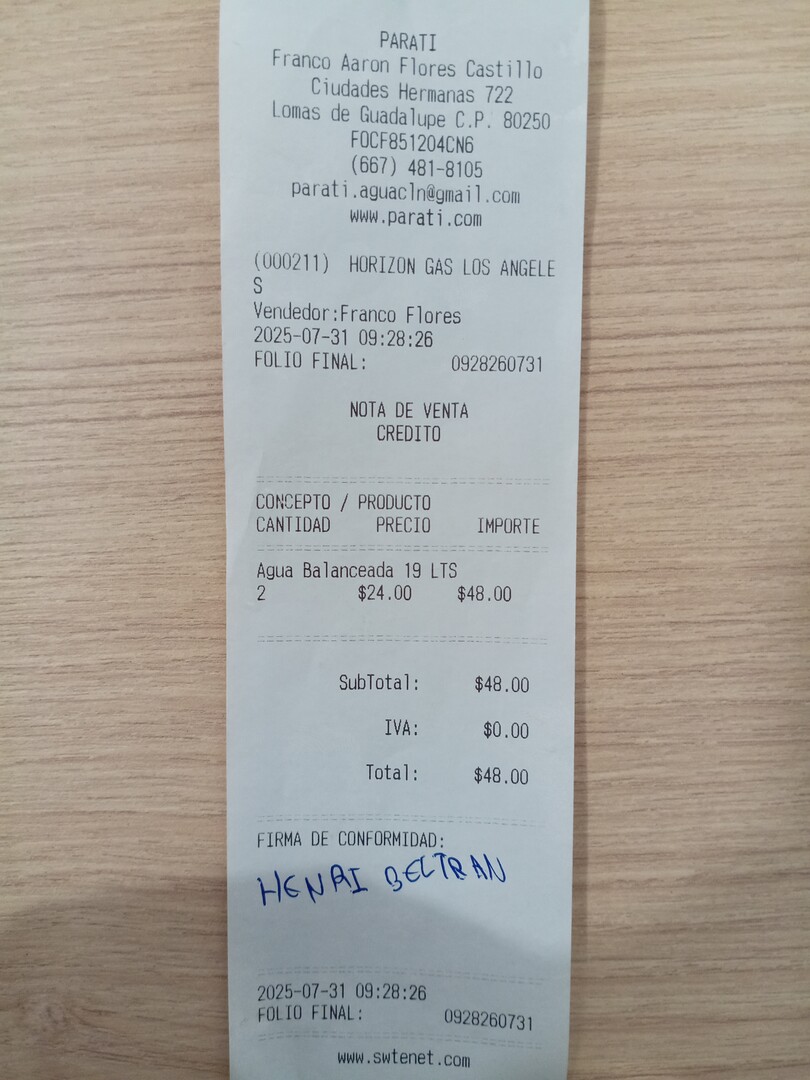 PARATI
Franco Aaron Flores Castillo
Ciudades Hermanas 722
Lomas de Guadalupe C.P. 80250
FOCF851204CN6
(667) 481-8105
parati.aguacln@gmail.com
www.parati.com
(000211) HORIZON GAS LOS ANGELE
S
Vendedor:Franco Flores
2025-07-31 09:28:26
FOLIO FINAL: 0928260731
NOTA DE VENTA
CREDITO
CONCEPTO / PRODUCTO
CANTIDAD PRECIO IMPORTE
Agua Balanceada 19 LTS
2 $24.00 $48.00
SubTotal: $48.00
IVA: $0.00
Total: $48.00
FIRMA DE CONFORMIDAD:
HENRI BELTRAN
2025-07-31 09:28:26
FOLIO FINAL: 0928260731
www.swtenet.com